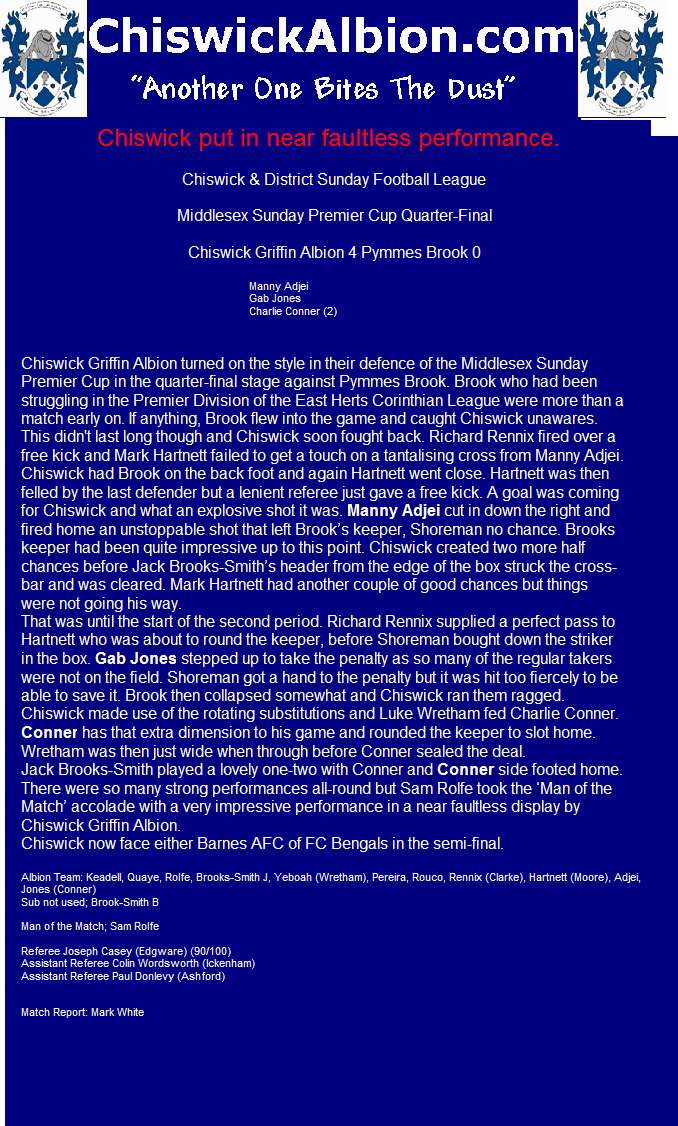 ChiswickAlbion.com
"Another One Bites The Dust"
Chiswick put in near faultless performance.
Chiswick & District Sunday Football League
Middlesex Sunday Premier Cup Quarter-Final
Chiswick Griffin Albion 4 Pymmes Brook 0
Manny Adjei
Gab Jones
Charlie Conner (2)
Chiswick Griffin Albion turned on the style in their defence of the Middlesex Sunday
Premier Cup in the quarter-final stage against Pymmes Brook. Brook who had been
struggling in the Premier Division of the East Herts Corinthian League were more than a
match early on. If anything, Brook flew into the game and caught Chiswick unawares.
This didn't last long though and Chiswick soon fought back. Richard Rennix fired over a
free kick and Mark Hartnett failed to get a touch on a tantalising cross from Manny Adjei.
Chiswick had Brook on the back foot and again Hartnett went close. Hartnett was then
felled by the last defender but a lenient referee just gave a free kick. A goal was coming
for Chiswick and what an explosive shot it was. Manny Adjei cut in down the right and
fired home an unstoppable shot that left Brook's keeper, Shoreman no chance. Brooks
keeper had been quite impressive up to this point. Chiswick created two more half
chances before Jack Brooks-Smith's header from the edge of the box struck the cross-
bar and was cleared. Mark Hartnett had another couple of good chances but things
were not going his way.
That was until the start of the second period. Richard Rennix supplied a perfect pass to
Hartnett who was about to round the keeper, before Shoreman bought down the striker
in the box. Gab Jones stepped up to take the penalty as so many of the regular takers
were not on the field. Shoreman got a hand to the penalty but it was hit too fiercely to be
able to save it. Brook then collapsed somewhat and Chiswick ran them ragged.
Chiswick made use of the rotating substitutions and Luke Wretham fed Charlie Conner.
Conner has that extra dimension to his game and rounded the keeper to slot home.
Wretham was then just wide when through before Conner sealed the deal.
Jack Brooks-Smith played a lovely one-two with Conner and Conner side footed home.
There were so many strong performances all-round but Sam Rolfe took the 'Man of the
Match' accolade with a very impressive performance in a near faultless display by
Chiswick Griffin Albion.
Chiswick now face either Barnes AFC of FC Bengals in the semi-final.
Albion Team: Keadell, Quaye, Rolfe, Brooks-Smith J, Yeboah (Wretham), Pereira, Rouco, Rennix (Clarke), Hartnett (Moore), Adjei,
Jones (Conner)
Sub not used; Brook-Smith B
Man of the Match; Sam Rolfe
Referee Joseph Casey (Edgware) (90/100)
Assistant Referee Colin Wordsworth (Ickenham)
Assistant Referee Paul Donlevy (Ashford)
Match Report: Mark White